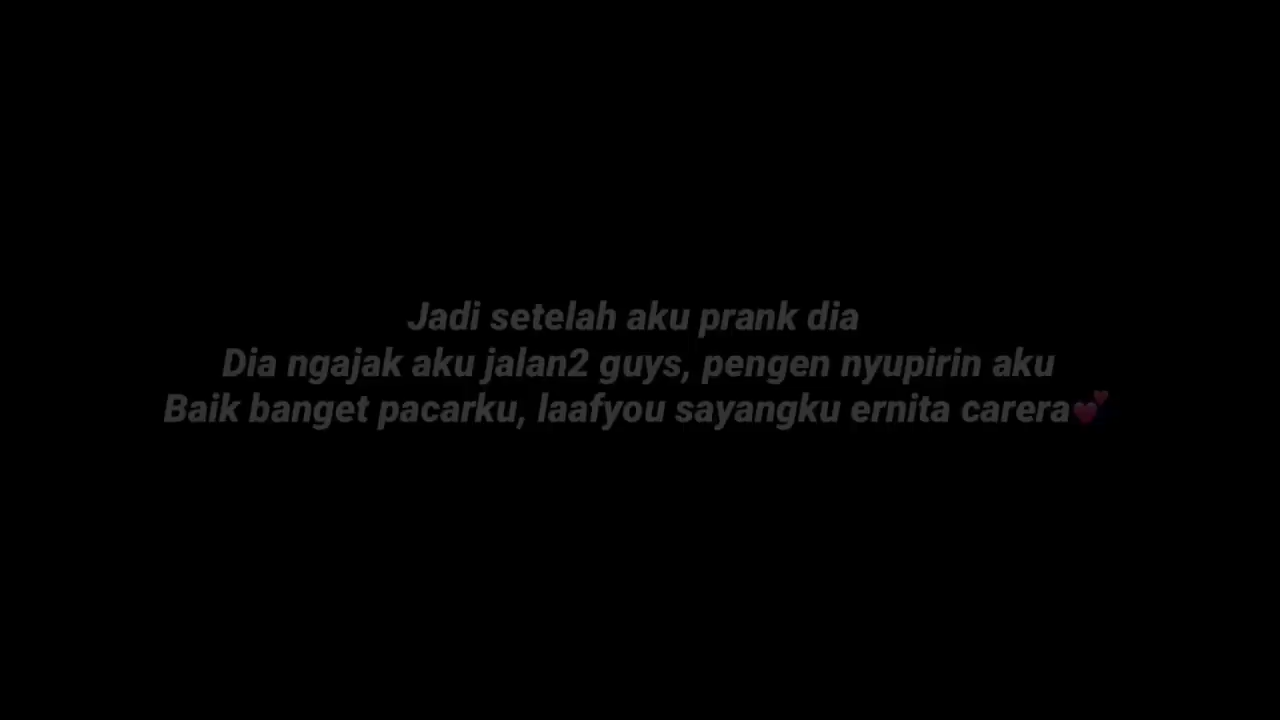 Jadi setelah aku prank dia
Dia ngajak aku jalan2 guys, pengen nyupirin aku
Baik banget pacarku, laafyou sayangku ernita carera💕